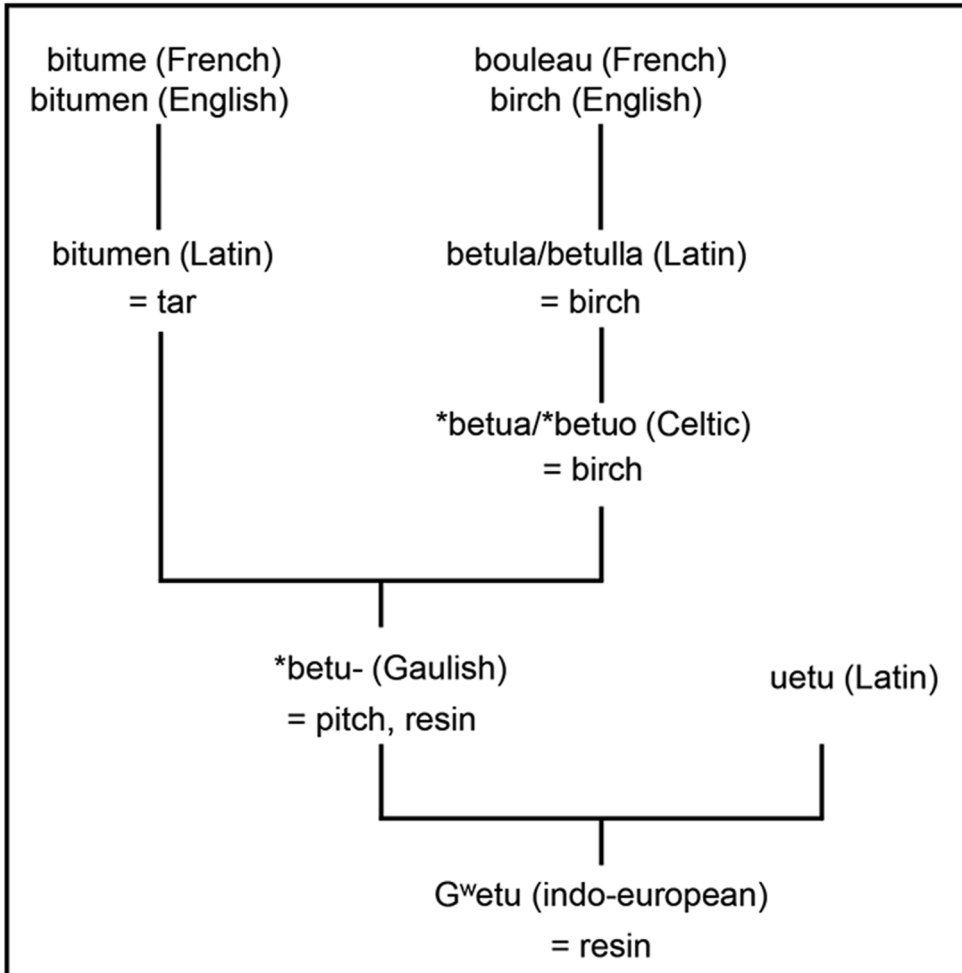 bitume (French)
bitumen (English)
bouleau (French)
birch (English)
bitumen (Latin)
= tar
betula/betulla (Latin)
= birch
*betua/*betuo (Celtic)
= birch
*betu- (Gaulish)
= pitch, resin
uetu (Latin)
Gʷetu (indo-european)
= resin